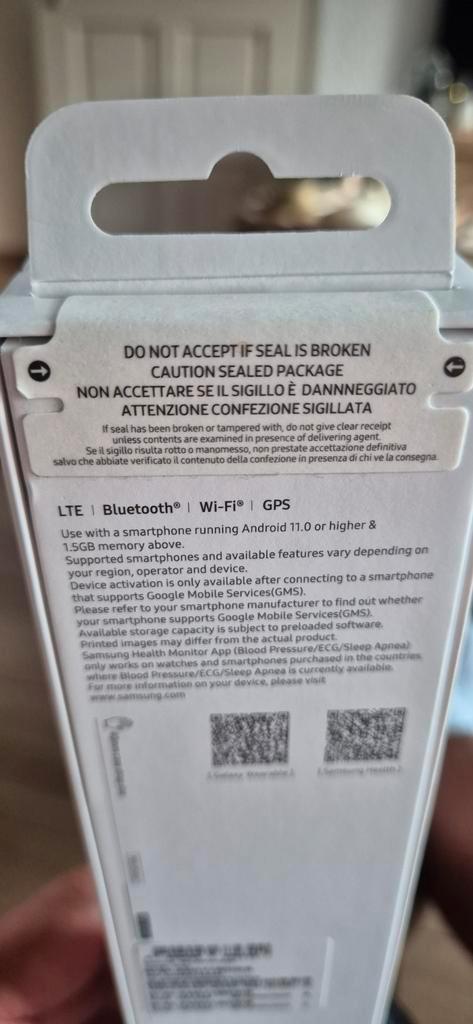 DO NOT ACCEPT IF SEAL IS BROKEN
CAUTION SEALED PACKAGE
NON ACCETTARE SE IL SIGILLO È DANNNEGGIATO
ATTENZIONE CONFEZIONE SIGILLATA
If seal has been broken or tampered with, do not give clear receipt
unless contents are examined in presence of delivering agent.
Se il sigillo risulta rotto o manomesso, non prestate accettazione definitiva
salvo che abbiate verificato il contenuto della confezione in presenza di chi ve la consegna.
LTE | Bluetooth® | Wi-Fi® | GPS
Use with a smartphone running Android 11.0 or higher &
1.5GB memory above.
Supported smartphones and available features vary depending on
your region, operator and device.
Device activation is only available after connecting to a smartphone
that supports Google Mobile Services(GMS).
Please refer to your smartphone manufacturer to find out whether
your smartphone supports Google Mobile Services(GMS).
Available storage capacity is subject to preloaded software.
Printed images may differ from the actual product.
Samsung Health Monitor App (Blood Pressure/ECG/Sleep Apnea)
only works on watches and smartphones purchased in the countries
where Blood Pressure/ECG/Sleep Apnea is currently available.
For more information on your device, please visit
www.samsung.com
[ Galaxy Wearable ] [ Samsung Health ]